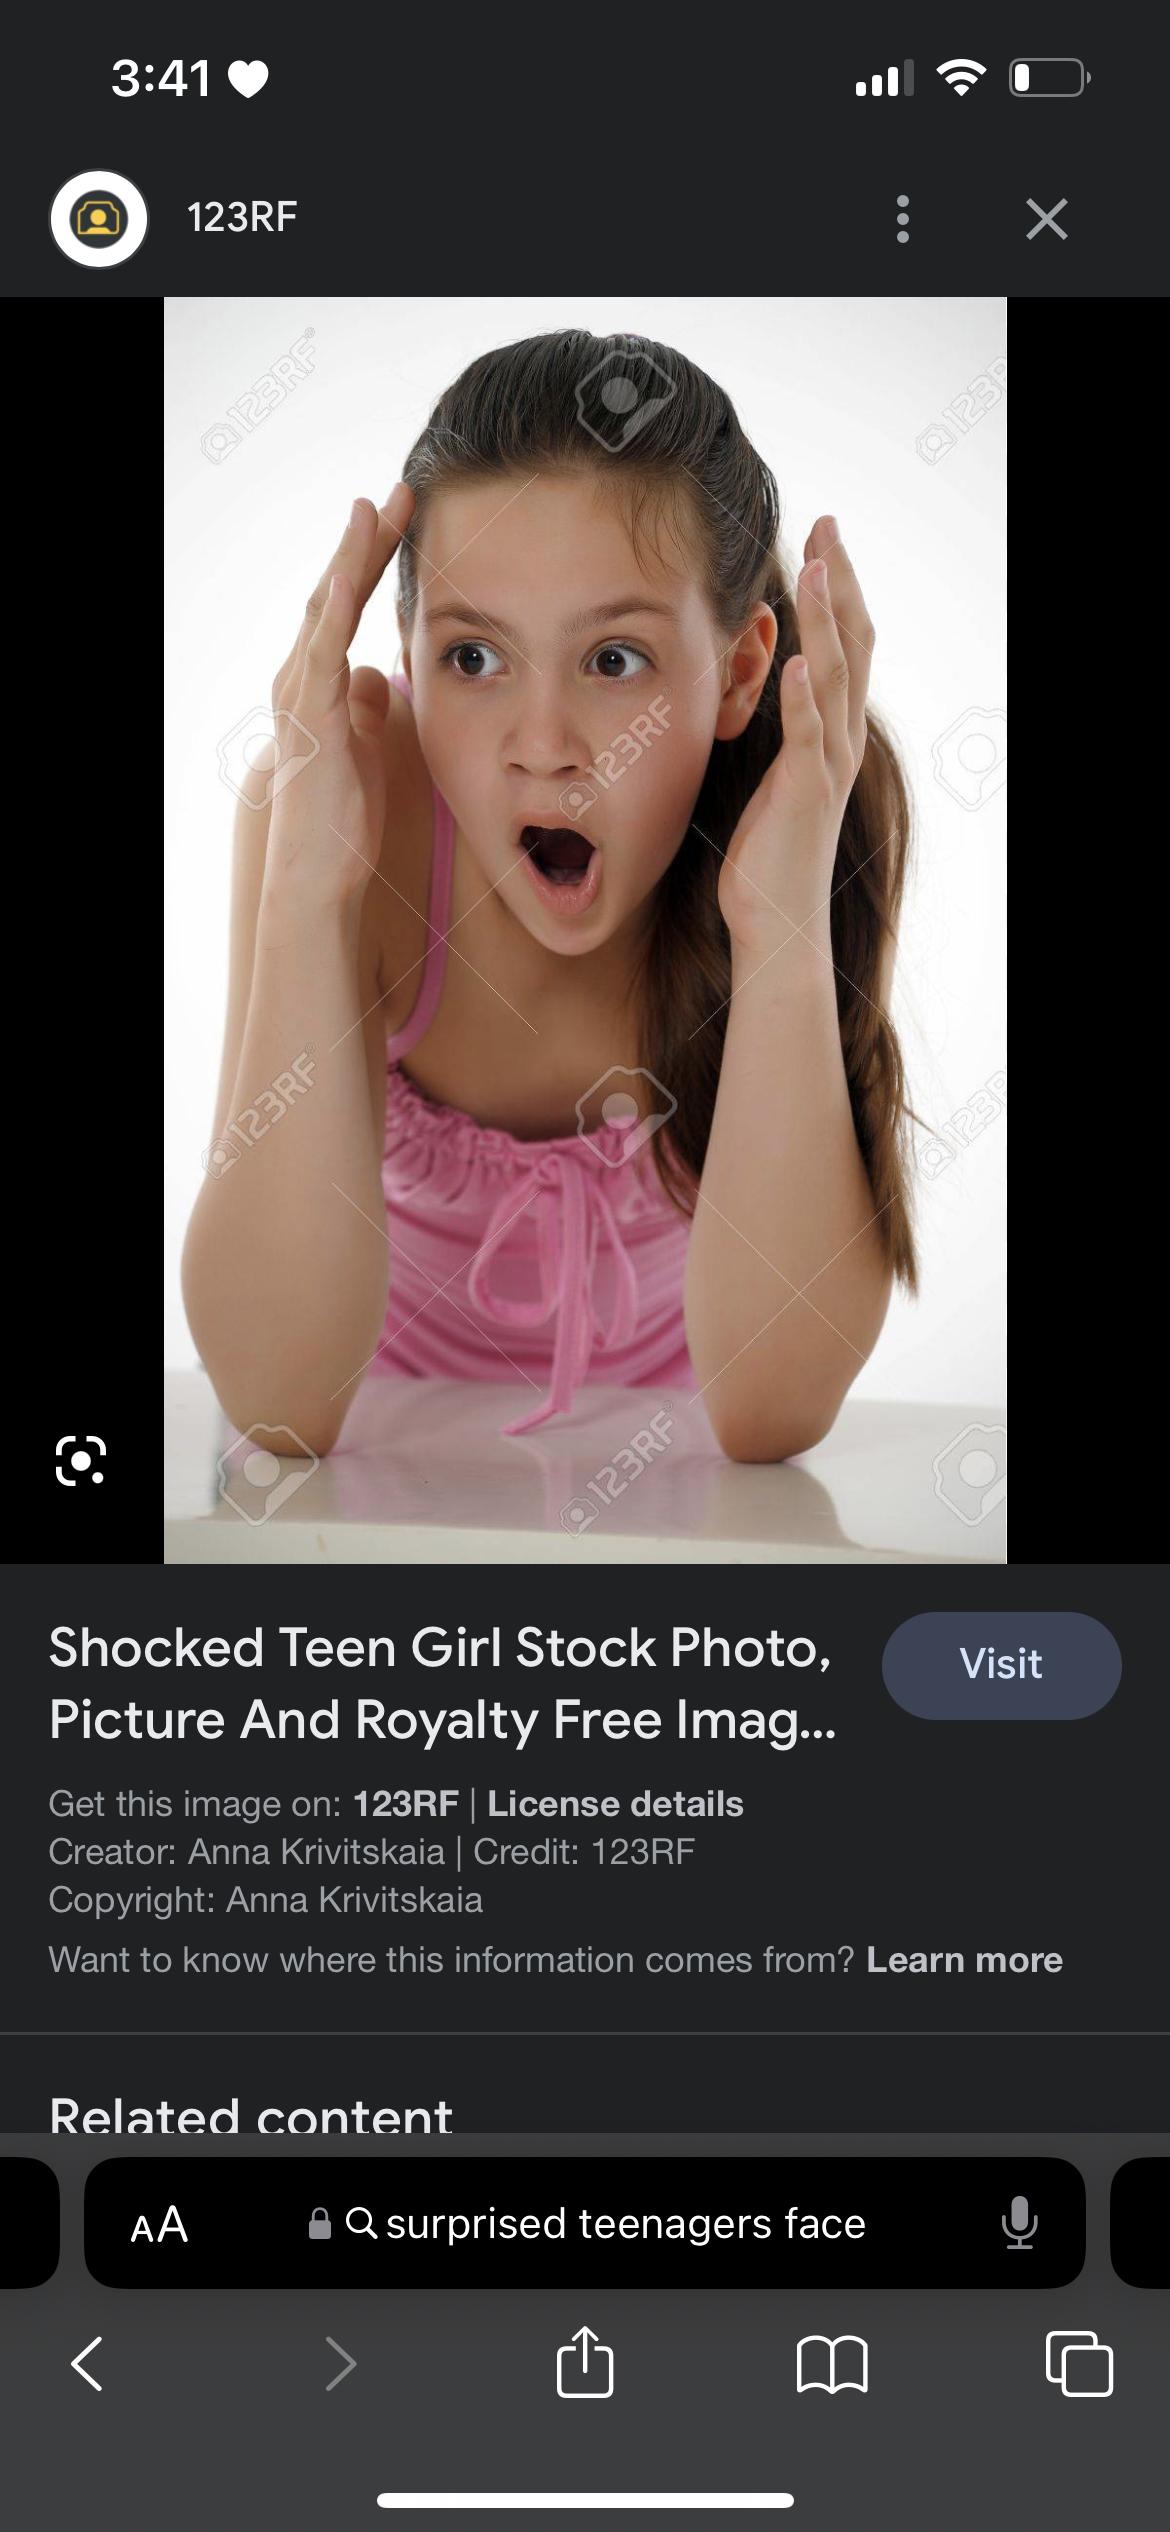 3:41
123RF
123RF
123RF
123RF
123RF
123RF
123RF
Shocked Teen Girl Stock Photo,
Picture And Royalty Free Imag...
Visit
Get this image on: 123RF | License details
Creator: Anna Krivitskaia | Credit: 123RF
Copyright: Anna Krivitskaia
Want to know where this information comes from? Learn more
Related content
AA
surprised teenagers face